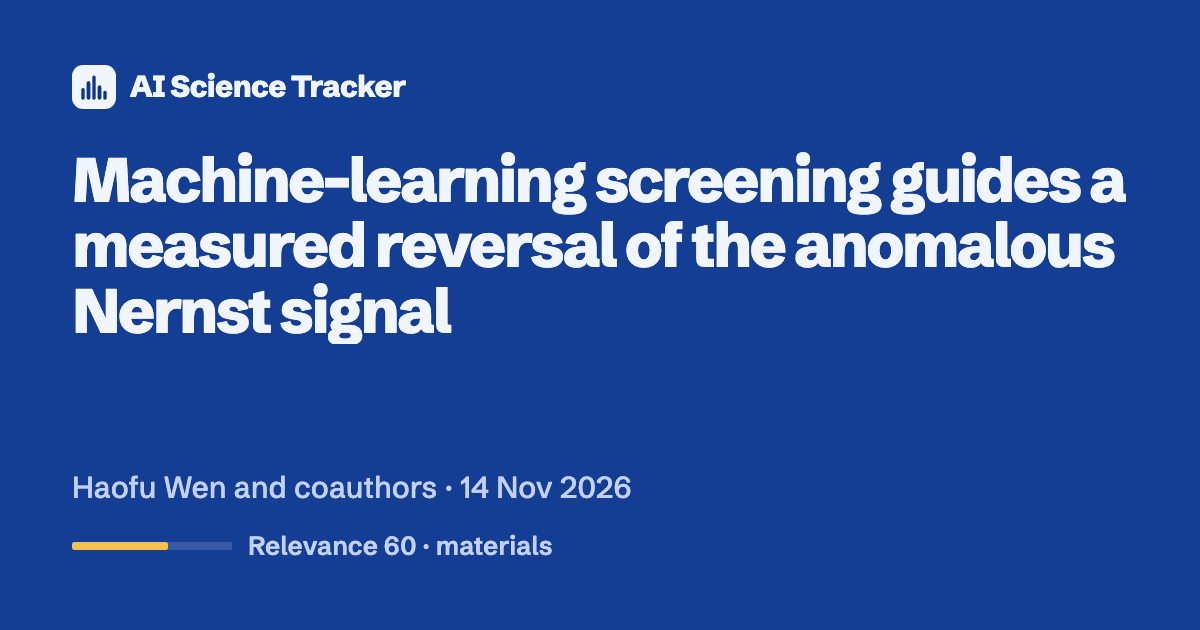 AI Science Tracker
Machine-learning screening guides a
measured reversal of the anomalous
Nernst signal
Haofu Wen and coauthors · 14 Nov 2026
Relevance 60 · materials